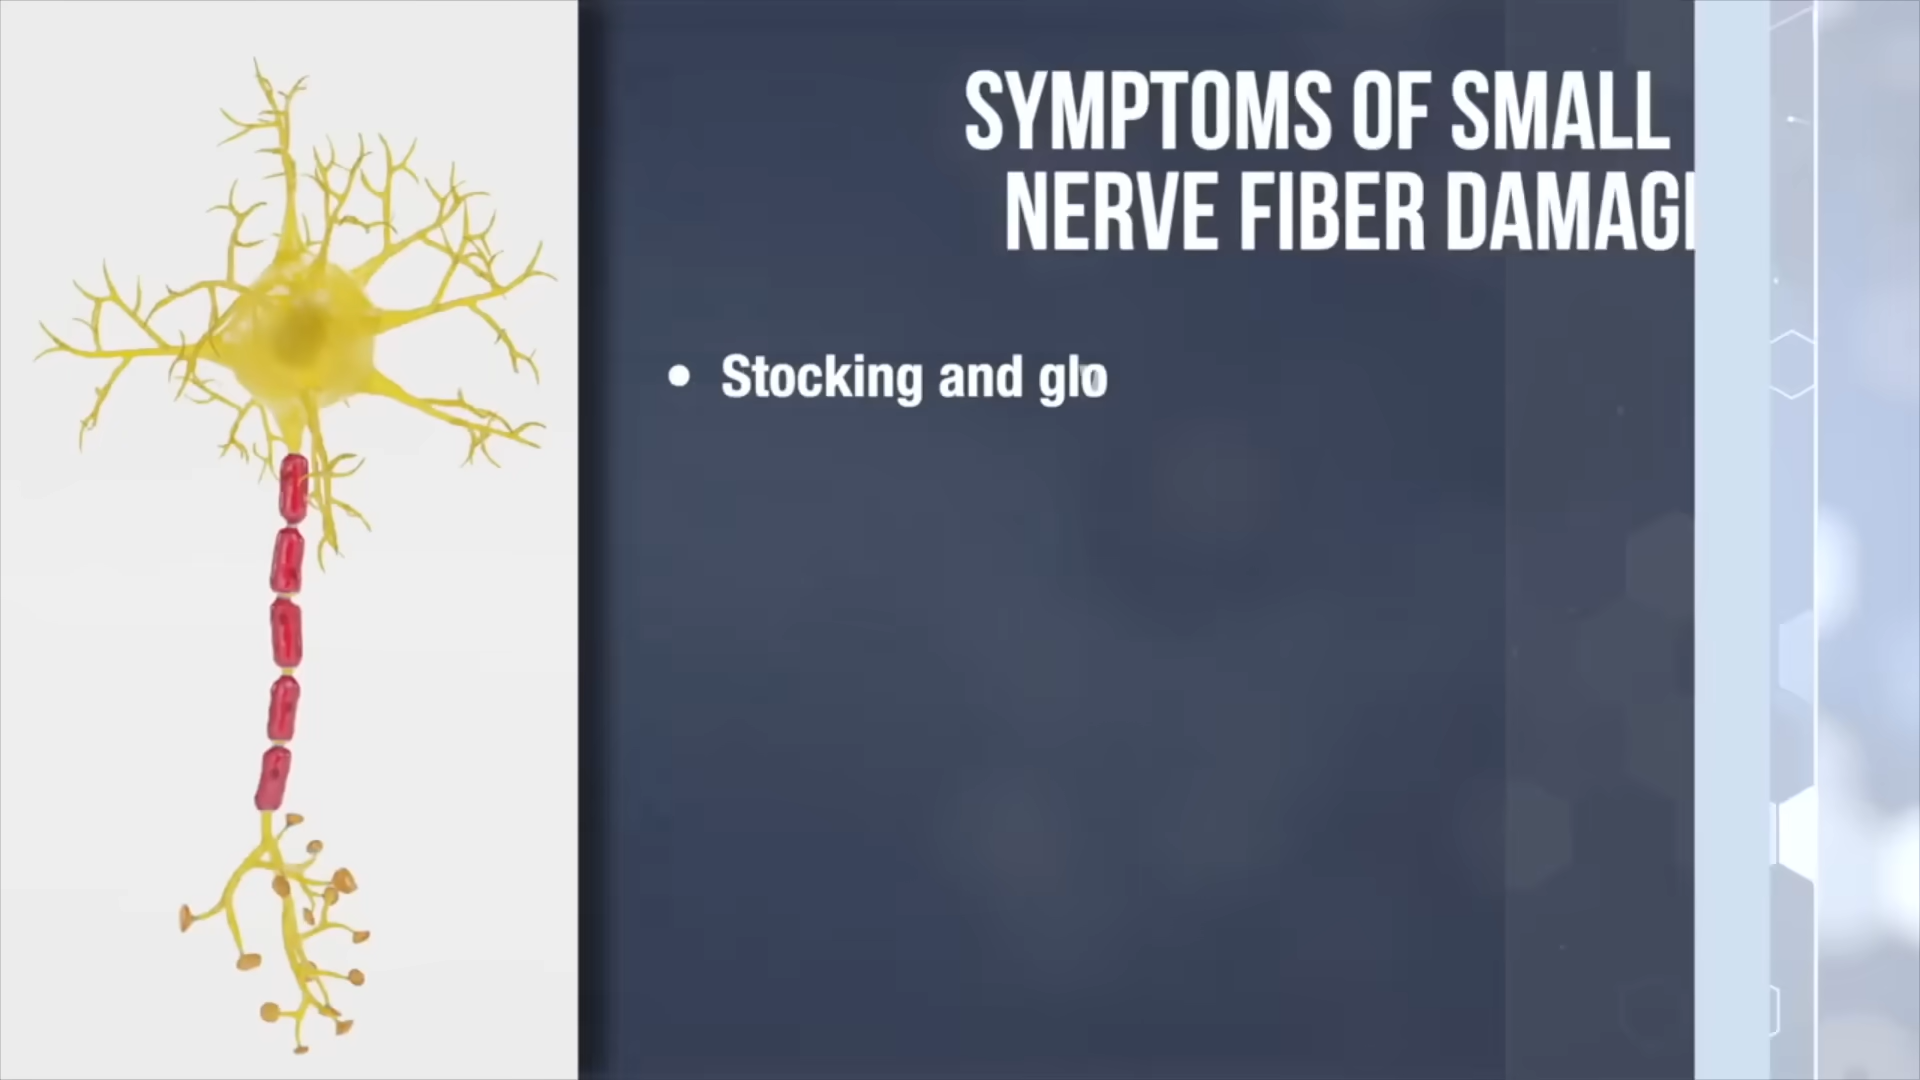 SYMPTOMS OF SMALL
NERVE FIBER DAMAG
Stocking and glo